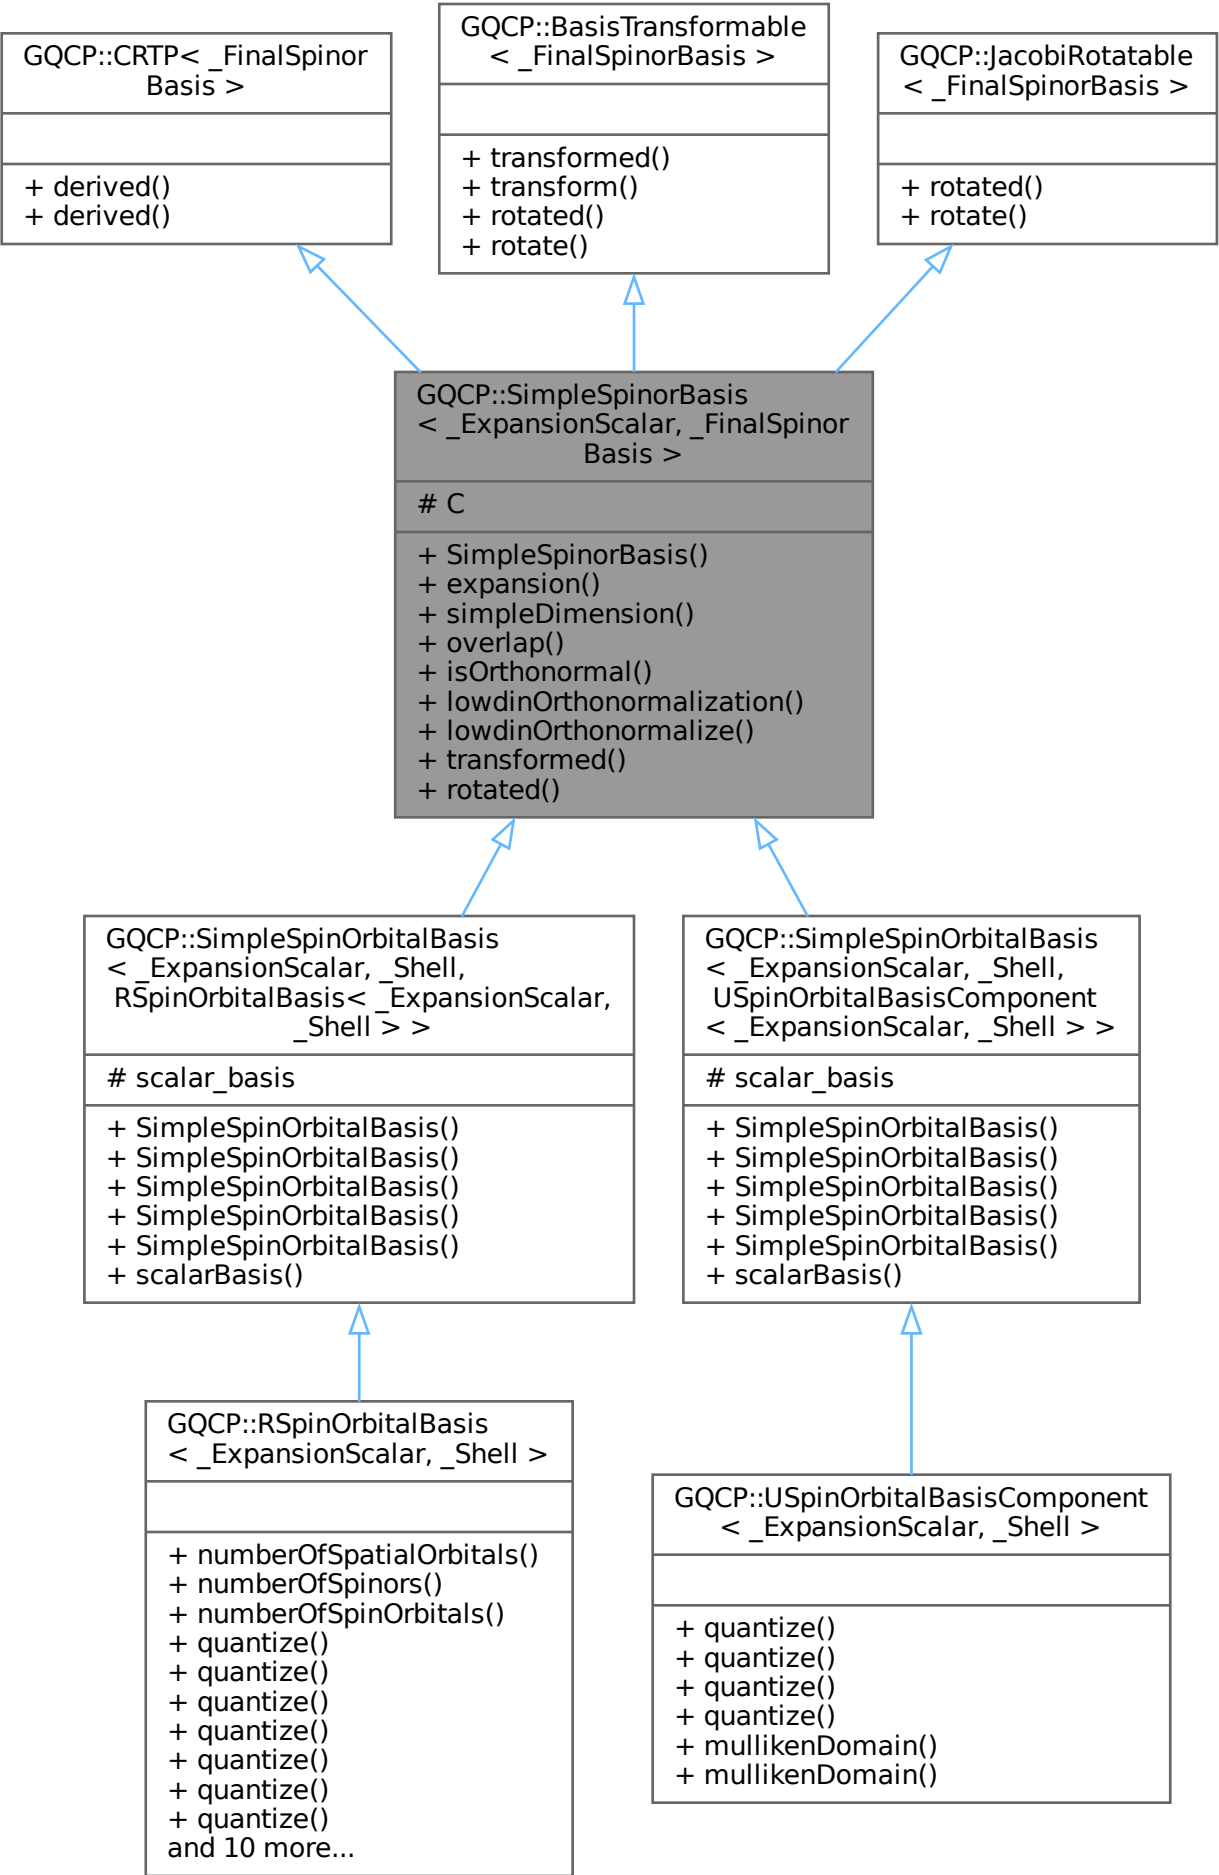 GQCP::CRTP< _FinalSpinor
Basis >
+ derived()
+ derived()
GQCP::BasisTransformable
< _FinalSpinorBasis >
+ transformed()
+ transform()
+ rotated()
+ rotate()
GQCP::JacobiRotatable
< _FinalSpinorBasis >
+ rotated()
+ rotate()
GQCP::SimpleSpinorBasis
< _ExpansionScalar, _FinalSpinor
Basis >
# C
+ SimpleSpinorBasis()
+ expansion()
+ simpleDimension()
+ overlap()
+ isOrthonormal()
+ lowdinOrthonormalization()
+ lowdinOrthonormalize()
+ transformed()
+ rotated()
GQCP::SimpleSpinOrbitalBasis
< _ExpansionScalar, _Shell,
RSpinOrbitalBasis< _ExpansionScalar,
_Shell > >
# scalar_basis
+ SimpleSpinOrbitalBasis()
+ SimpleSpinOrbitalBasis()
+ SimpleSpinOrbitalBasis()
+ SimpleSpinOrbitalBasis()
+ SimpleSpinOrbitalBasis()
+ scalarBasis()
GQCP::SimpleSpinOrbitalBasis
< _ExpansionScalar, _Shell,
USpinOrbitalBasisComponent
< _ExpansionScalar, _Shell > >
# scalar_basis
+ SimpleSpinOrbitalBasis()
+ SimpleSpinOrbitalBasis()
+ SimpleSpinOrbitalBasis()
+ SimpleSpinOrbitalBasis()
+ SimpleSpinOrbitalBasis()
+ scalarBasis()
GQCP::RSpinOrbitalBasis
< _ExpansionScalar, _Shell >
+ numberOfSpatialOrbitals()
+ numberOfSpinors()
+ numberOfSpinOrbitals()
+ quantize()
+ quantize()
+ quantize()
+ quantize()
+ quantize()
+ quantize()
+ quantize()
and 10 more...
GQCP::USpinOrbitalBasisComponent
< _ExpansionScalar, _Shell >
+ quantize()
+ quantize()
+ quantize()
+ quantize()
+ mullikenDomain()
+ mullikenDomain()